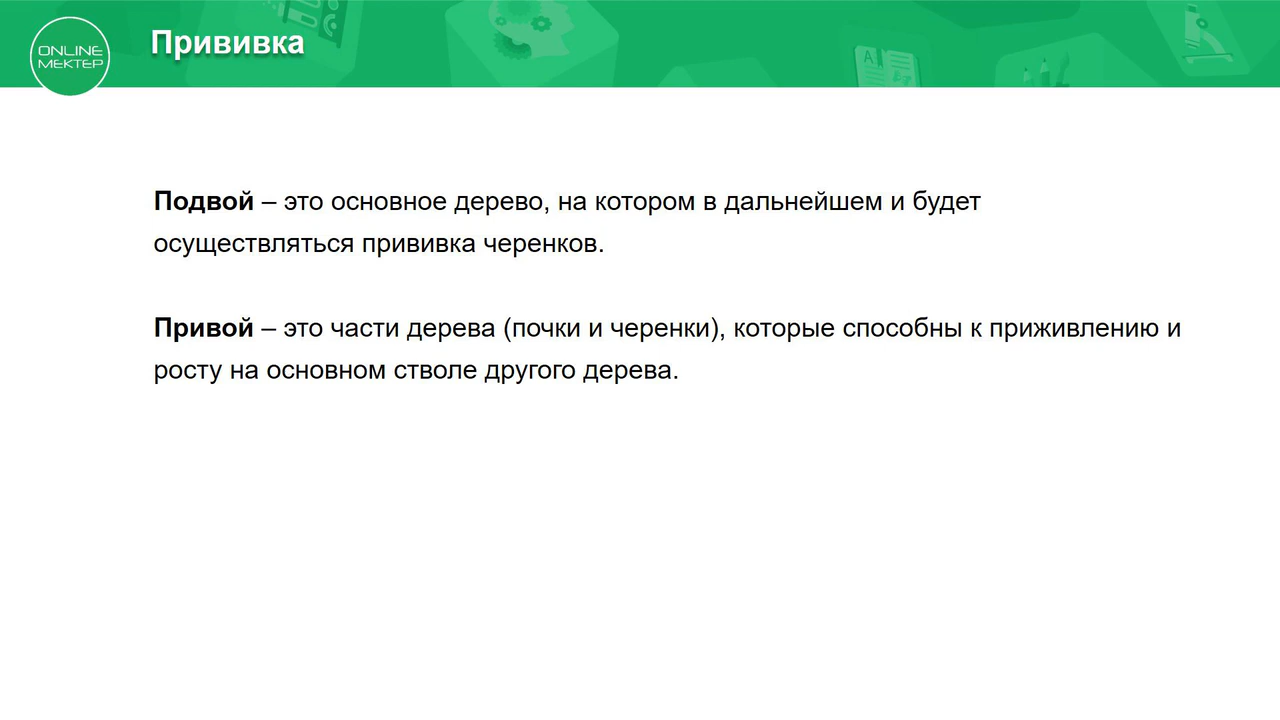 ONLINE
МЕКТЕР
Прививка
Подвой – это основное дерево, на котором в дальнейшем и будет
осуществляться прививка черенков.
Привой – это части дерева (почки и черенки), которые способны к приживлению и
росту на основном стволе другого дерева.